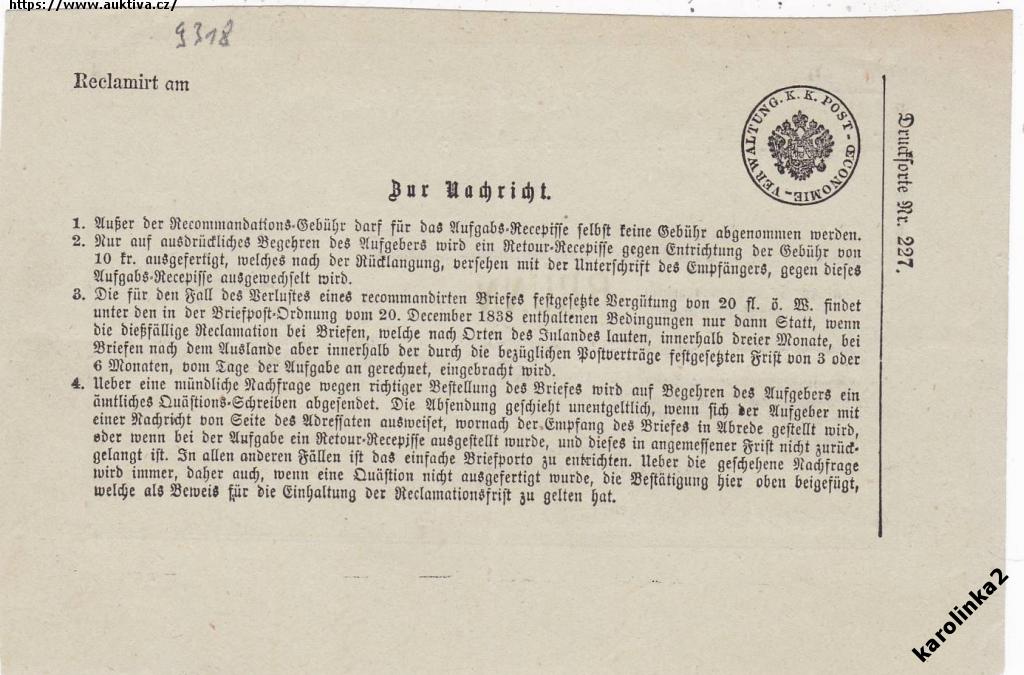 https://www.auktiva.cz/
9318
Reclamirt am
VERWALTUNG. K. K. POST-ŒCONOMIE-
Druckſorte Nr. 227.
Zur Nachricht.
1. Außer der Recommandations-Gebühr darf für das Aufgabs-Recepiſſe ſelbſt keine Gebühr abgenommen werden.
2. Nur auf ausdrückliches Begehren des Aufgebers wird ein Retour-Recepiſſe gegen Entrichtung der Gebühr von
10 kr. ausgefertigt, welches nach der Rücklangung, verſehen mit der Unterſchrift des Empfängers, gegen dieſes
Aufgabs-Recepiſſe ausgewechſelt wird.
3. Die für den Fall des Verluſtes eines recommandirten Briefes feſtgeſetzte Vergütung von 20 fl. ö. W. findet
unter den in der Briefpoſt-Ordnung vom 20. December 1838 enthaltenen Bedingungen nur dann Statt, wenn
die dießfällige Reclamation bei Briefen, welche nach Orten des Inlandes lauten, innerhalb dreier Monate, bei
Briefen nach dem Auslande aber innerhalb der durch die bezüglichen Poſtverträge feſtgeſetzten Friſt von 3 oder
6 Monaten, vom Tage der Aufgabe an gerechnet, eingebracht wird.
4. Ueber eine mündliche Nachfrage wegen richtiger Beſtellung des Briefes wird auf Begehren des Aufgebers ein
ämtliches Quäſtions-Schreiben abgeſendet. Die Abſendung geſchieht unentgeltlich, wenn ſich der Aufgeber mit
einer Nachricht von Seite des Adreſſaten ausweiſet, wornach der Empfang des Briefes in Abrede geſtellt wird,
oder wenn bei der Aufgabe ein Retour-Recepiſſe ausgeſtellt wurde, und dieſes in angemeſſener Friſt nicht zurück-
gelangt iſt. In allen anderen Fällen iſt das einfache Briefporto zu entrichten. Ueber die geſchehene Nachfrage
wird immer, daher auch, wenn eine Quäſtion nicht ausgefertigt wurde, die Beſtätigung hier oben beigefügt,
welche als Beweis für die Einhaltung der Reclamationsfriſt zu gelten hat.
karolinka2